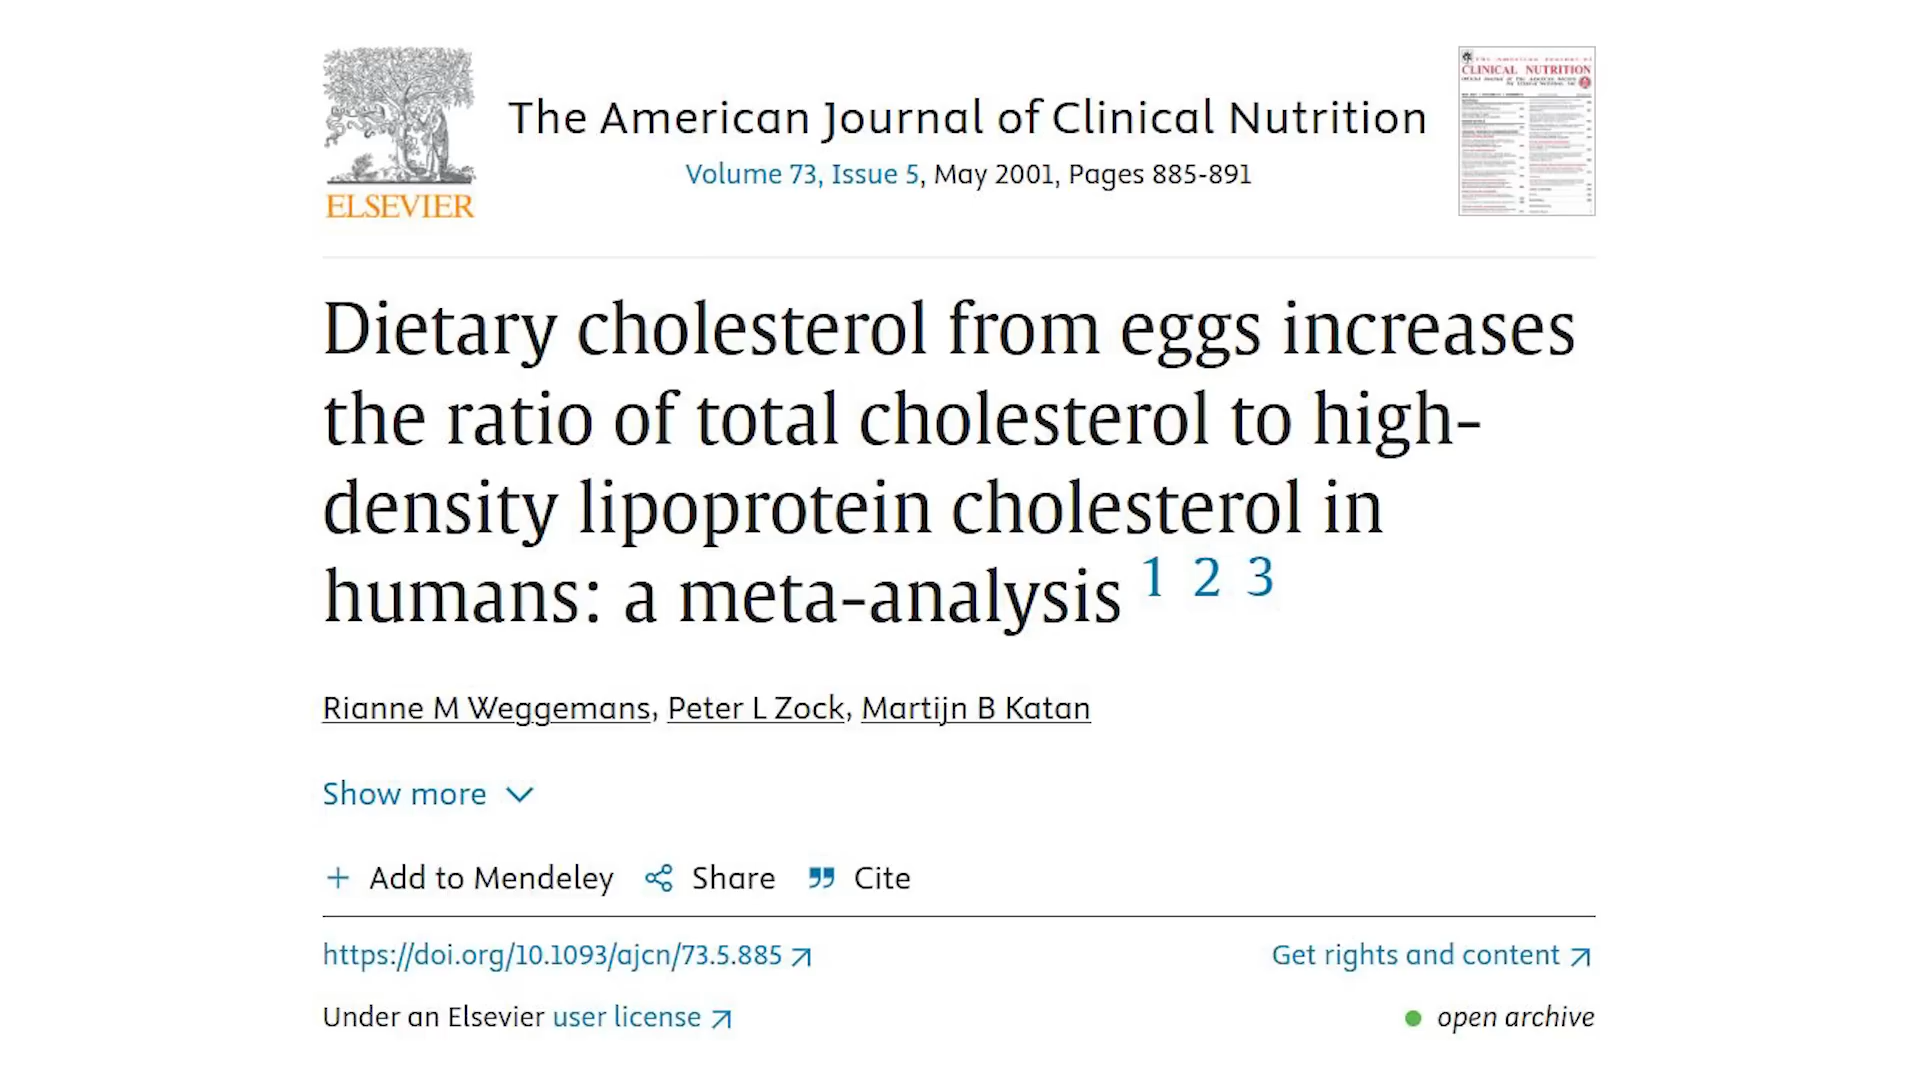 The American Journal of Clinical Nutrition
Volume 73, Issue 5, May 2001, Pages 885-891
ELSEVIER
CLINICAL NUTRITION
Dietary cholesterol from eggs increases
the ratio of total cholesterol to high-
density lipoprotein cholesterol in
humans: a meta-analysis 1 2 3
Rianne M Weggemans, Peter L Zock, Martijn B Katan
Show more
Add to Mendeley Share Cite
https://doi.org/10.1093/ajcn/73.5.885
Get rights and content
Under an Elsevier user license
open archive